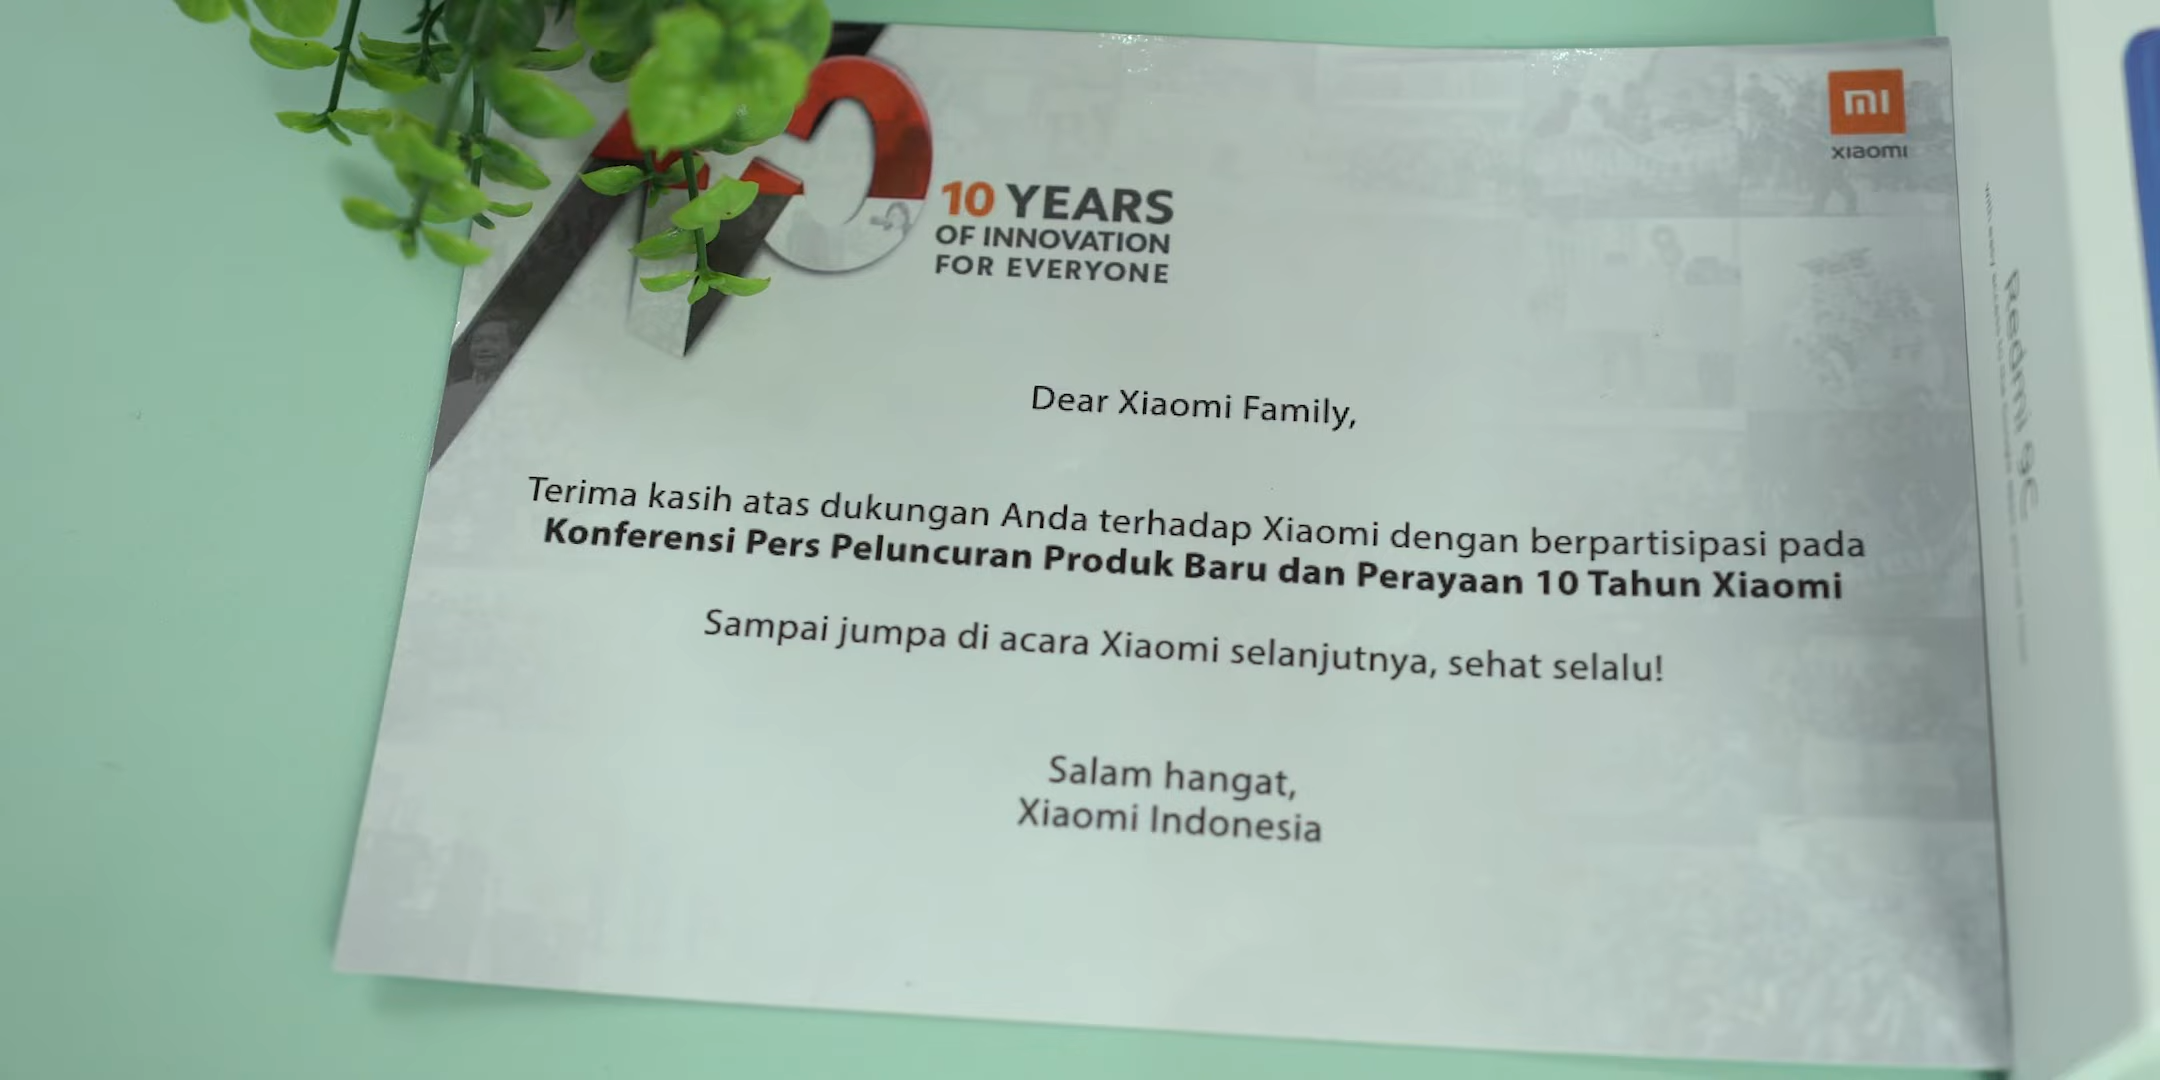 10 YEARS
OF INNOVATION
FOR EVERYONE
mi
xiaomi
Dear Xiaomi Family,
Terima kasih atas dukungan Anda terhadap Xiaomi dengan berpartisipasi pada
Konferensi Pers Peluncuran Produk Baru dan Perayaan 10 Tahun Xiaomi
Sampai jumpa di acara Xiaomi selanjutnya, sehat selalu!
Salam hangat,
Xiaomi Indonesia
Redmi 9C